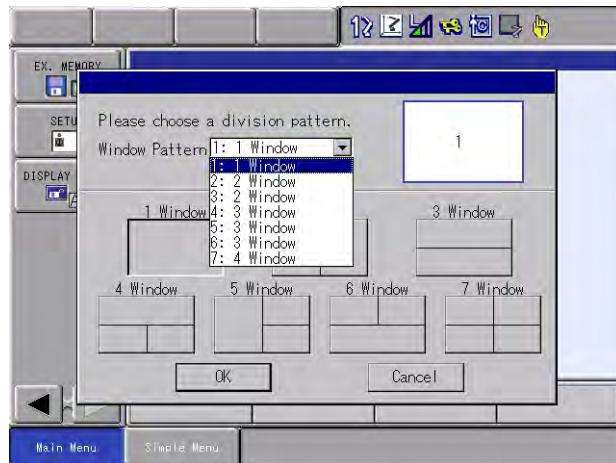 EX. MEMORY
SETU
DISPLAY
Please choose a division pattern.
Window Pattern 1: 1 Window
1: 1 Window
2: 2 Window
3: 2 Window
4: 3 Window
5: 3 Window
6: 3 Window
7: 4 Window
1
1 Window
3 Window
4 Window
5 Window
6 Window
7 Window
OK
Cancel
Main Menu
Simple Menu